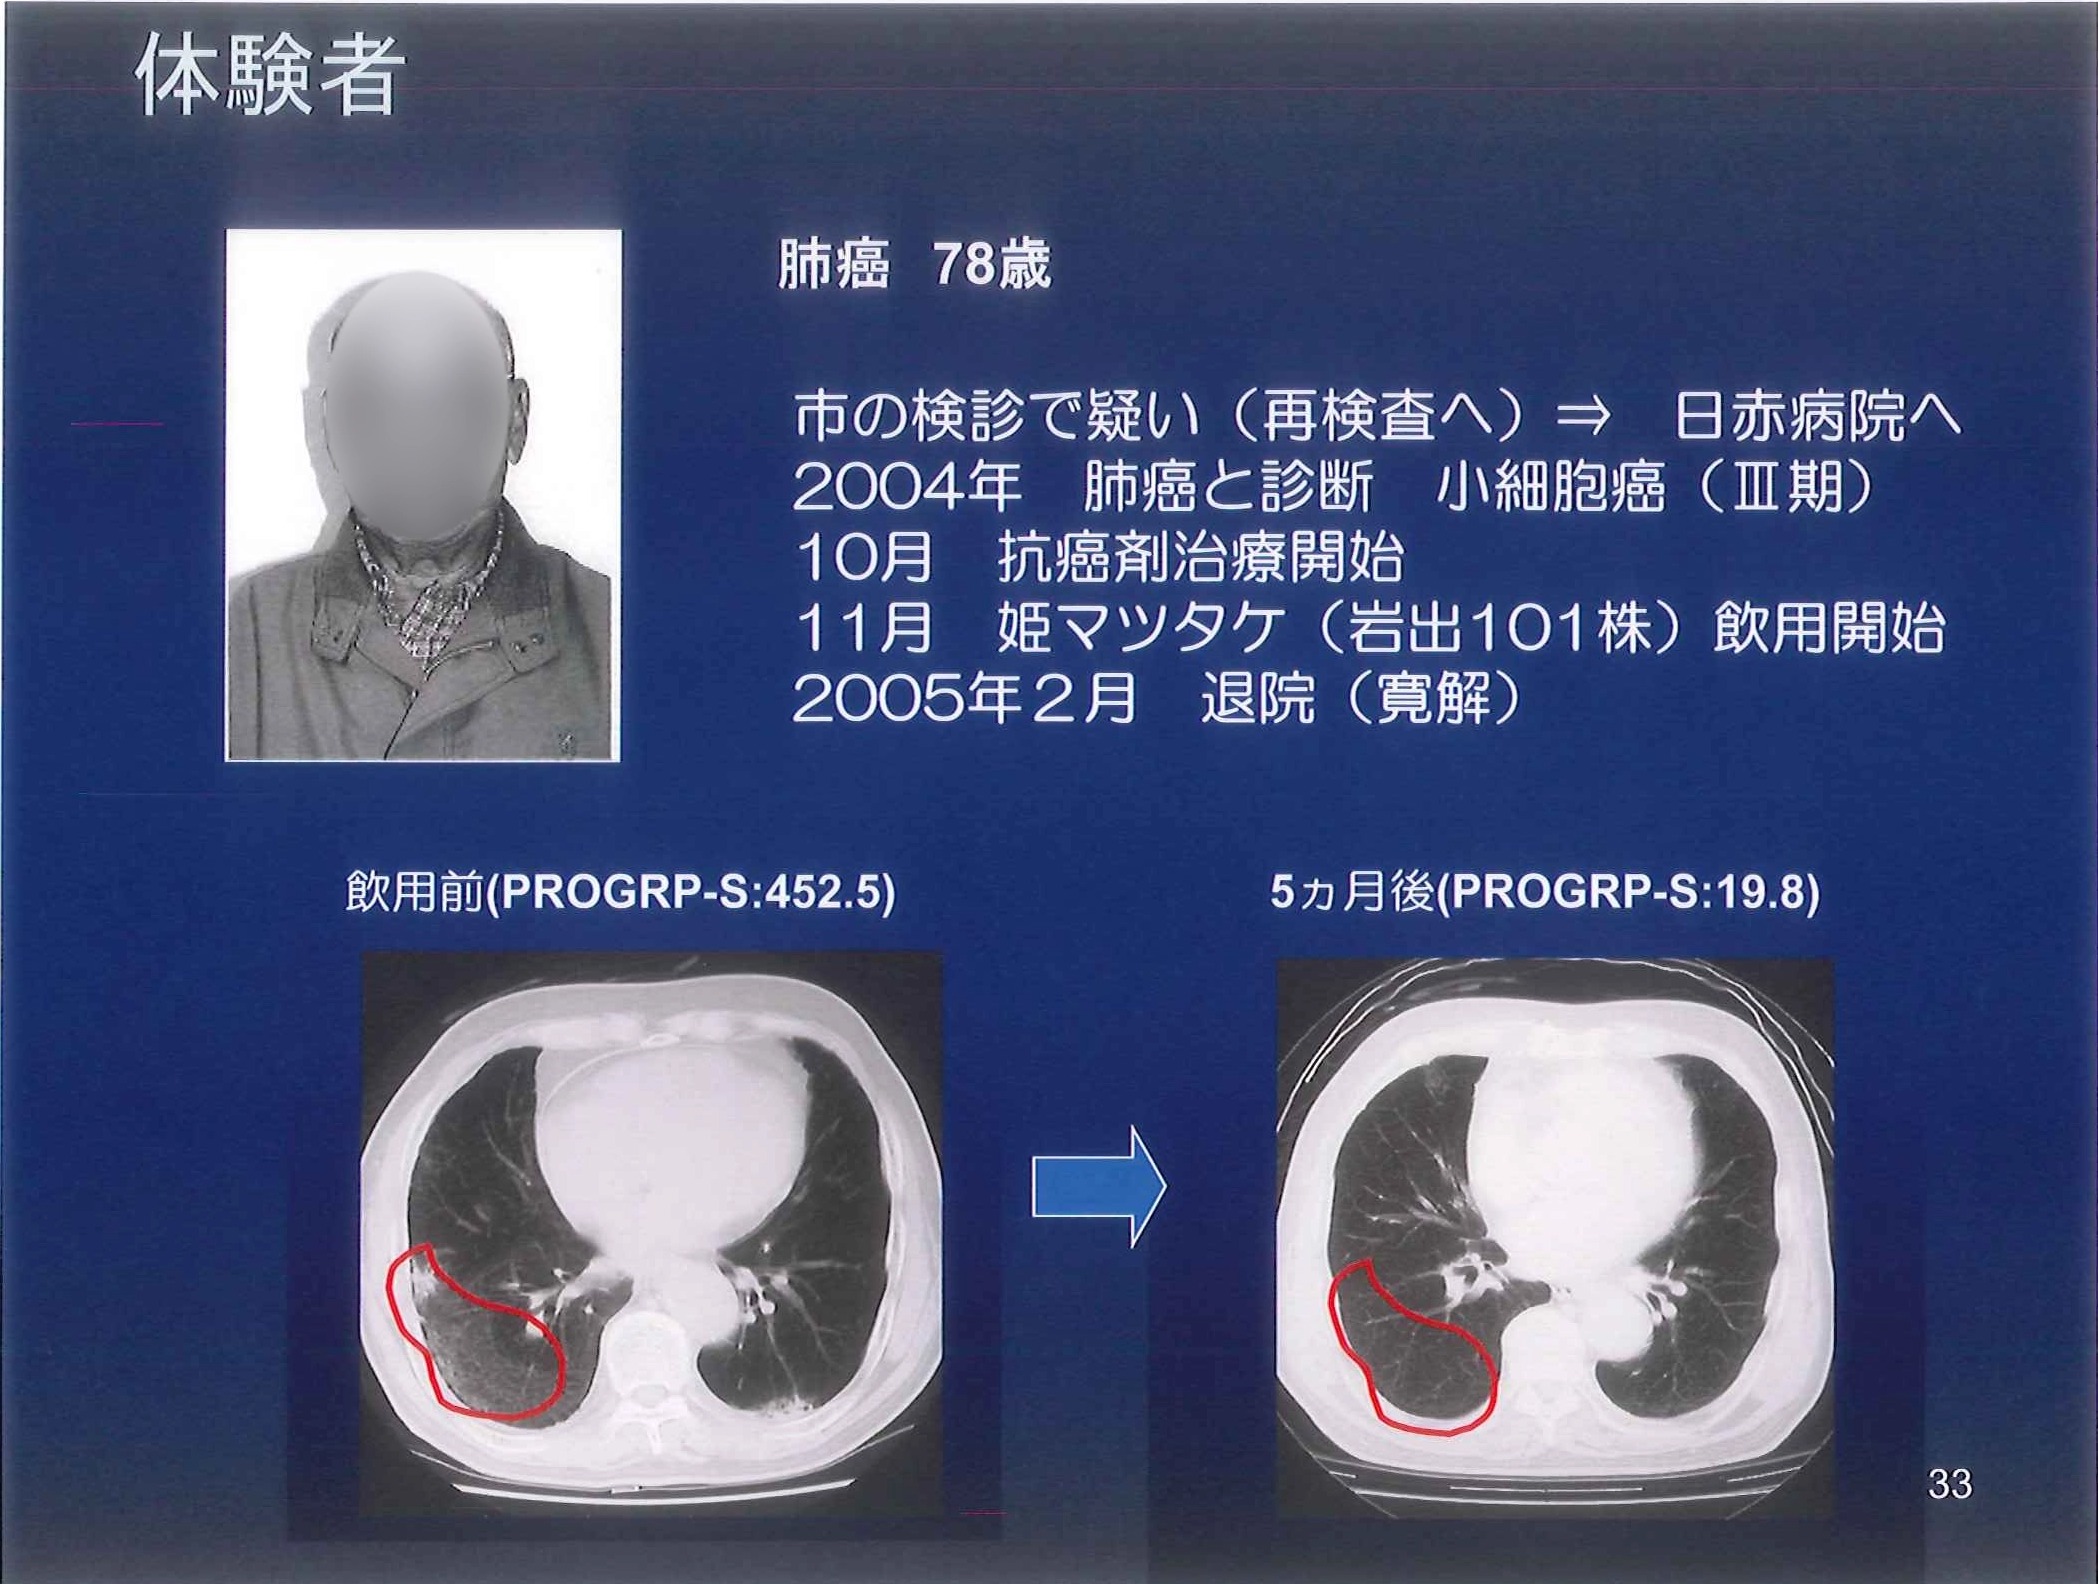 体験者
肺癌　78歳
市の検診で疑い（再検査へ）⇒　日赤病院へ
2004年　肺癌と診断　小細胞癌（Ⅲ期）
10月　抗癌剤治療開始
11月　姫マツタケ（岩出101株）飲用開始
2005年2月　退院（寛解）
飲用前(PROGRP-S:452.5)
5ヵ月後(PROGRP-S:19.8)
33